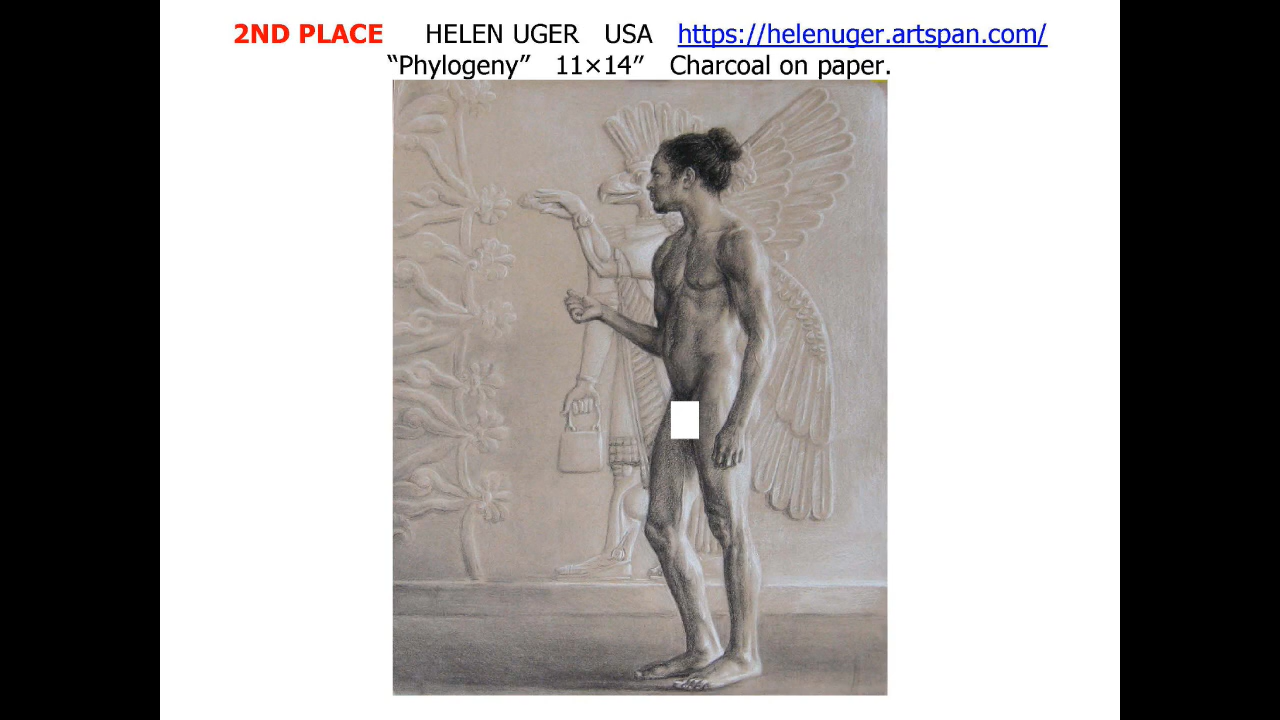 2ND PLACE HELEN UGER USA https://helenuger.artspan.com/
“Phylogeny” 11×14” Charcoal on paper.